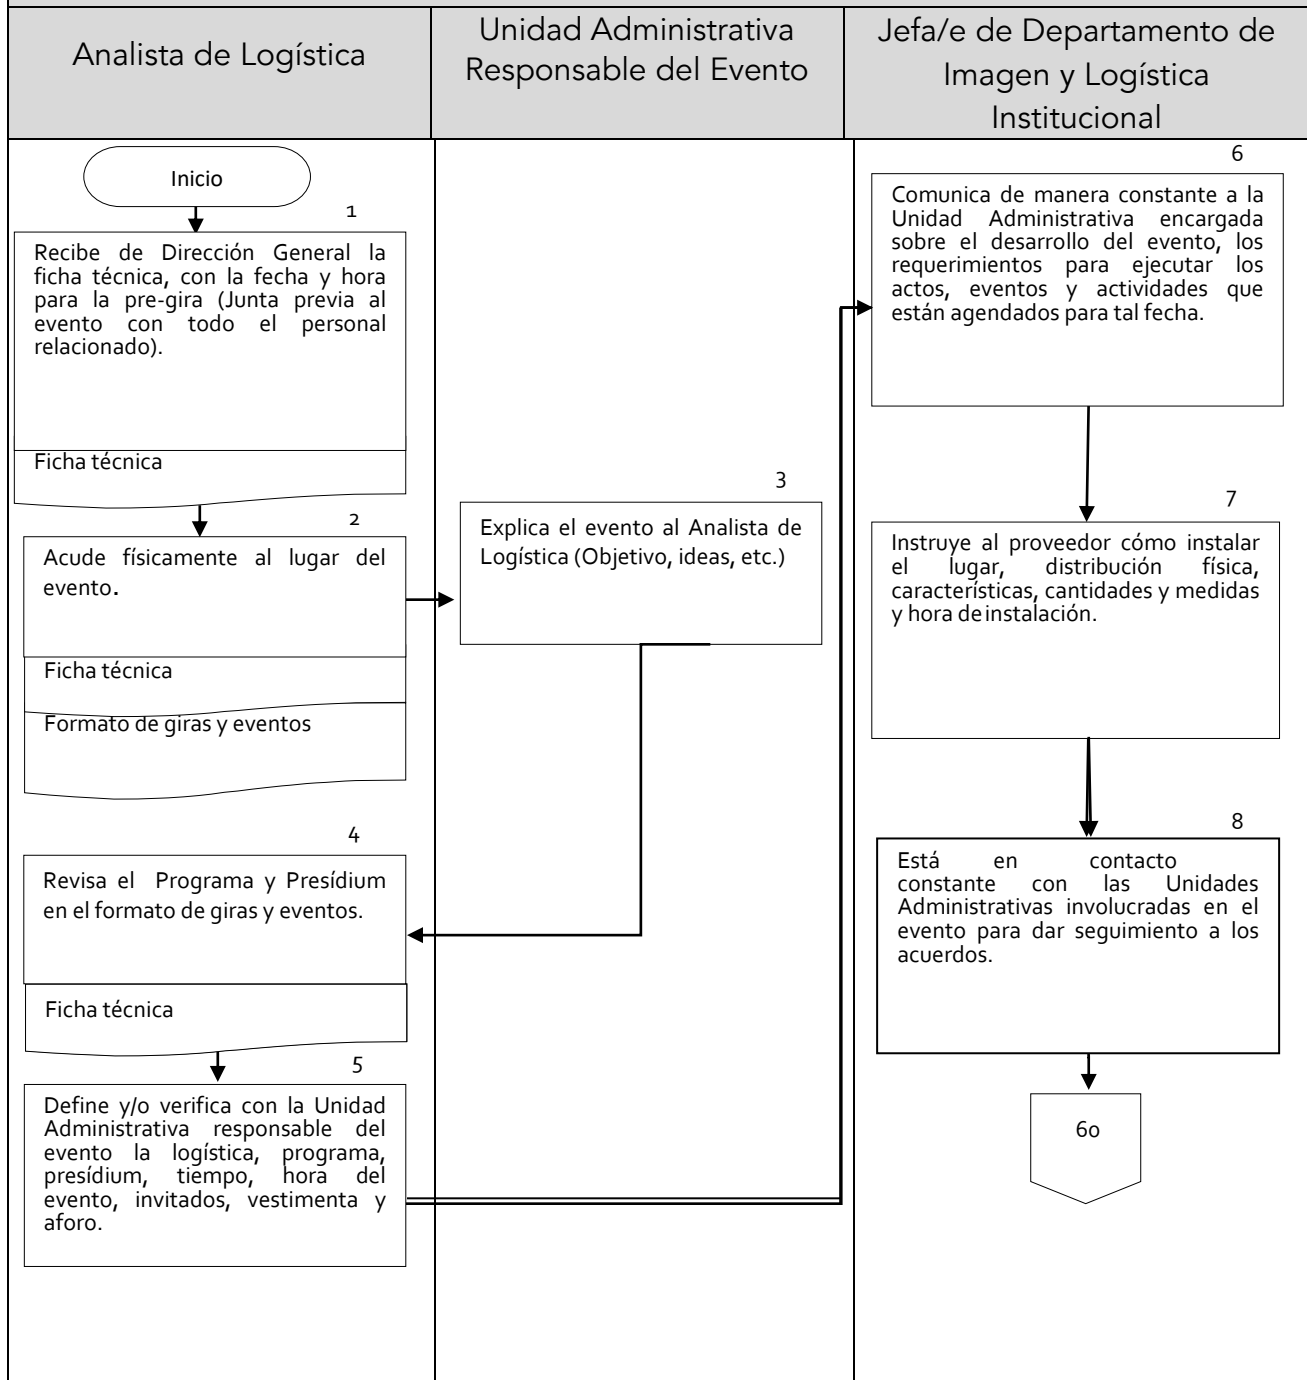 Analista de Logística
Unidad Administrativa
Responsable del Evento
Jefa/e de Departamento de
Imagen y Logística
Institucional
Inicio
1
Recibe de Dirección General la
ficha técnica, con la fecha y hora
para la pre-gira (Junta previa al
evento con todo el personal
relacionado).
Ficha técnica
2
Acude físicamente al lugar del
evento.
Ficha técnica
Formato de giras y eventos
3
Explica el evento al Analista de
Logística (Objetivo, ideas, etc.)
4
Revisa el Programa y Presídium
en el formato de giras y eventos.
Ficha técnica
5
Define y/o verifica con la Unidad
Administrativa responsable del
evento la logística, programa,
presídium, tiempo, hora del
evento, invitados, vestimenta y
aforo.
6
Comunica de manera constante a la
Unidad Administrativa encargada
sobre el desarrollo del evento, los
requerimientos para ejecutar los
actos, eventos y actividades que
están agendados para tal fecha.
7
Instruye al proveedor cómo instalar
el lugar, distribución física,
características, cantidades y medidas
y hora de instalación.
8
Está en contacto
constante con las Unidades
Administrativas involucradas en el
evento para dar seguimiento a los
acuerdos.
60